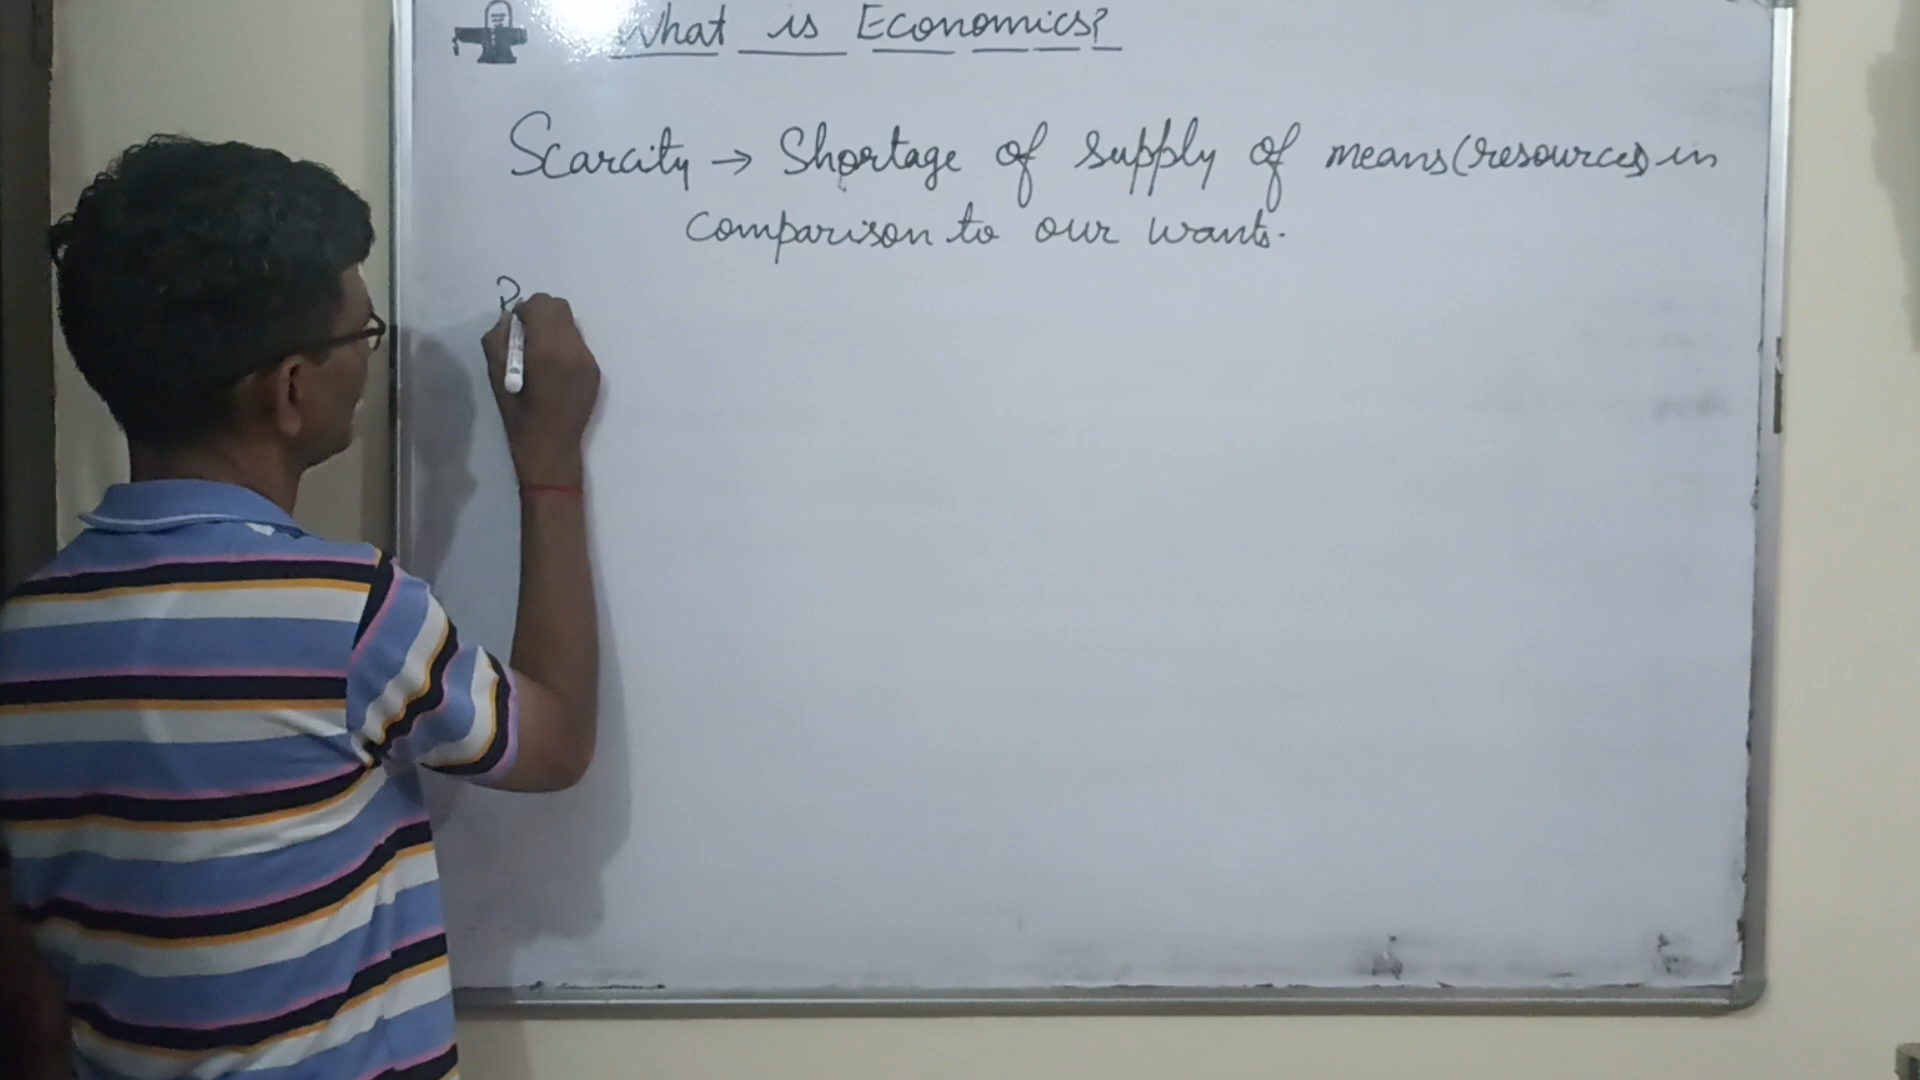 What is Economics?
Scarcity → Shortage of supply of means (resources) in
comparison to our wants.